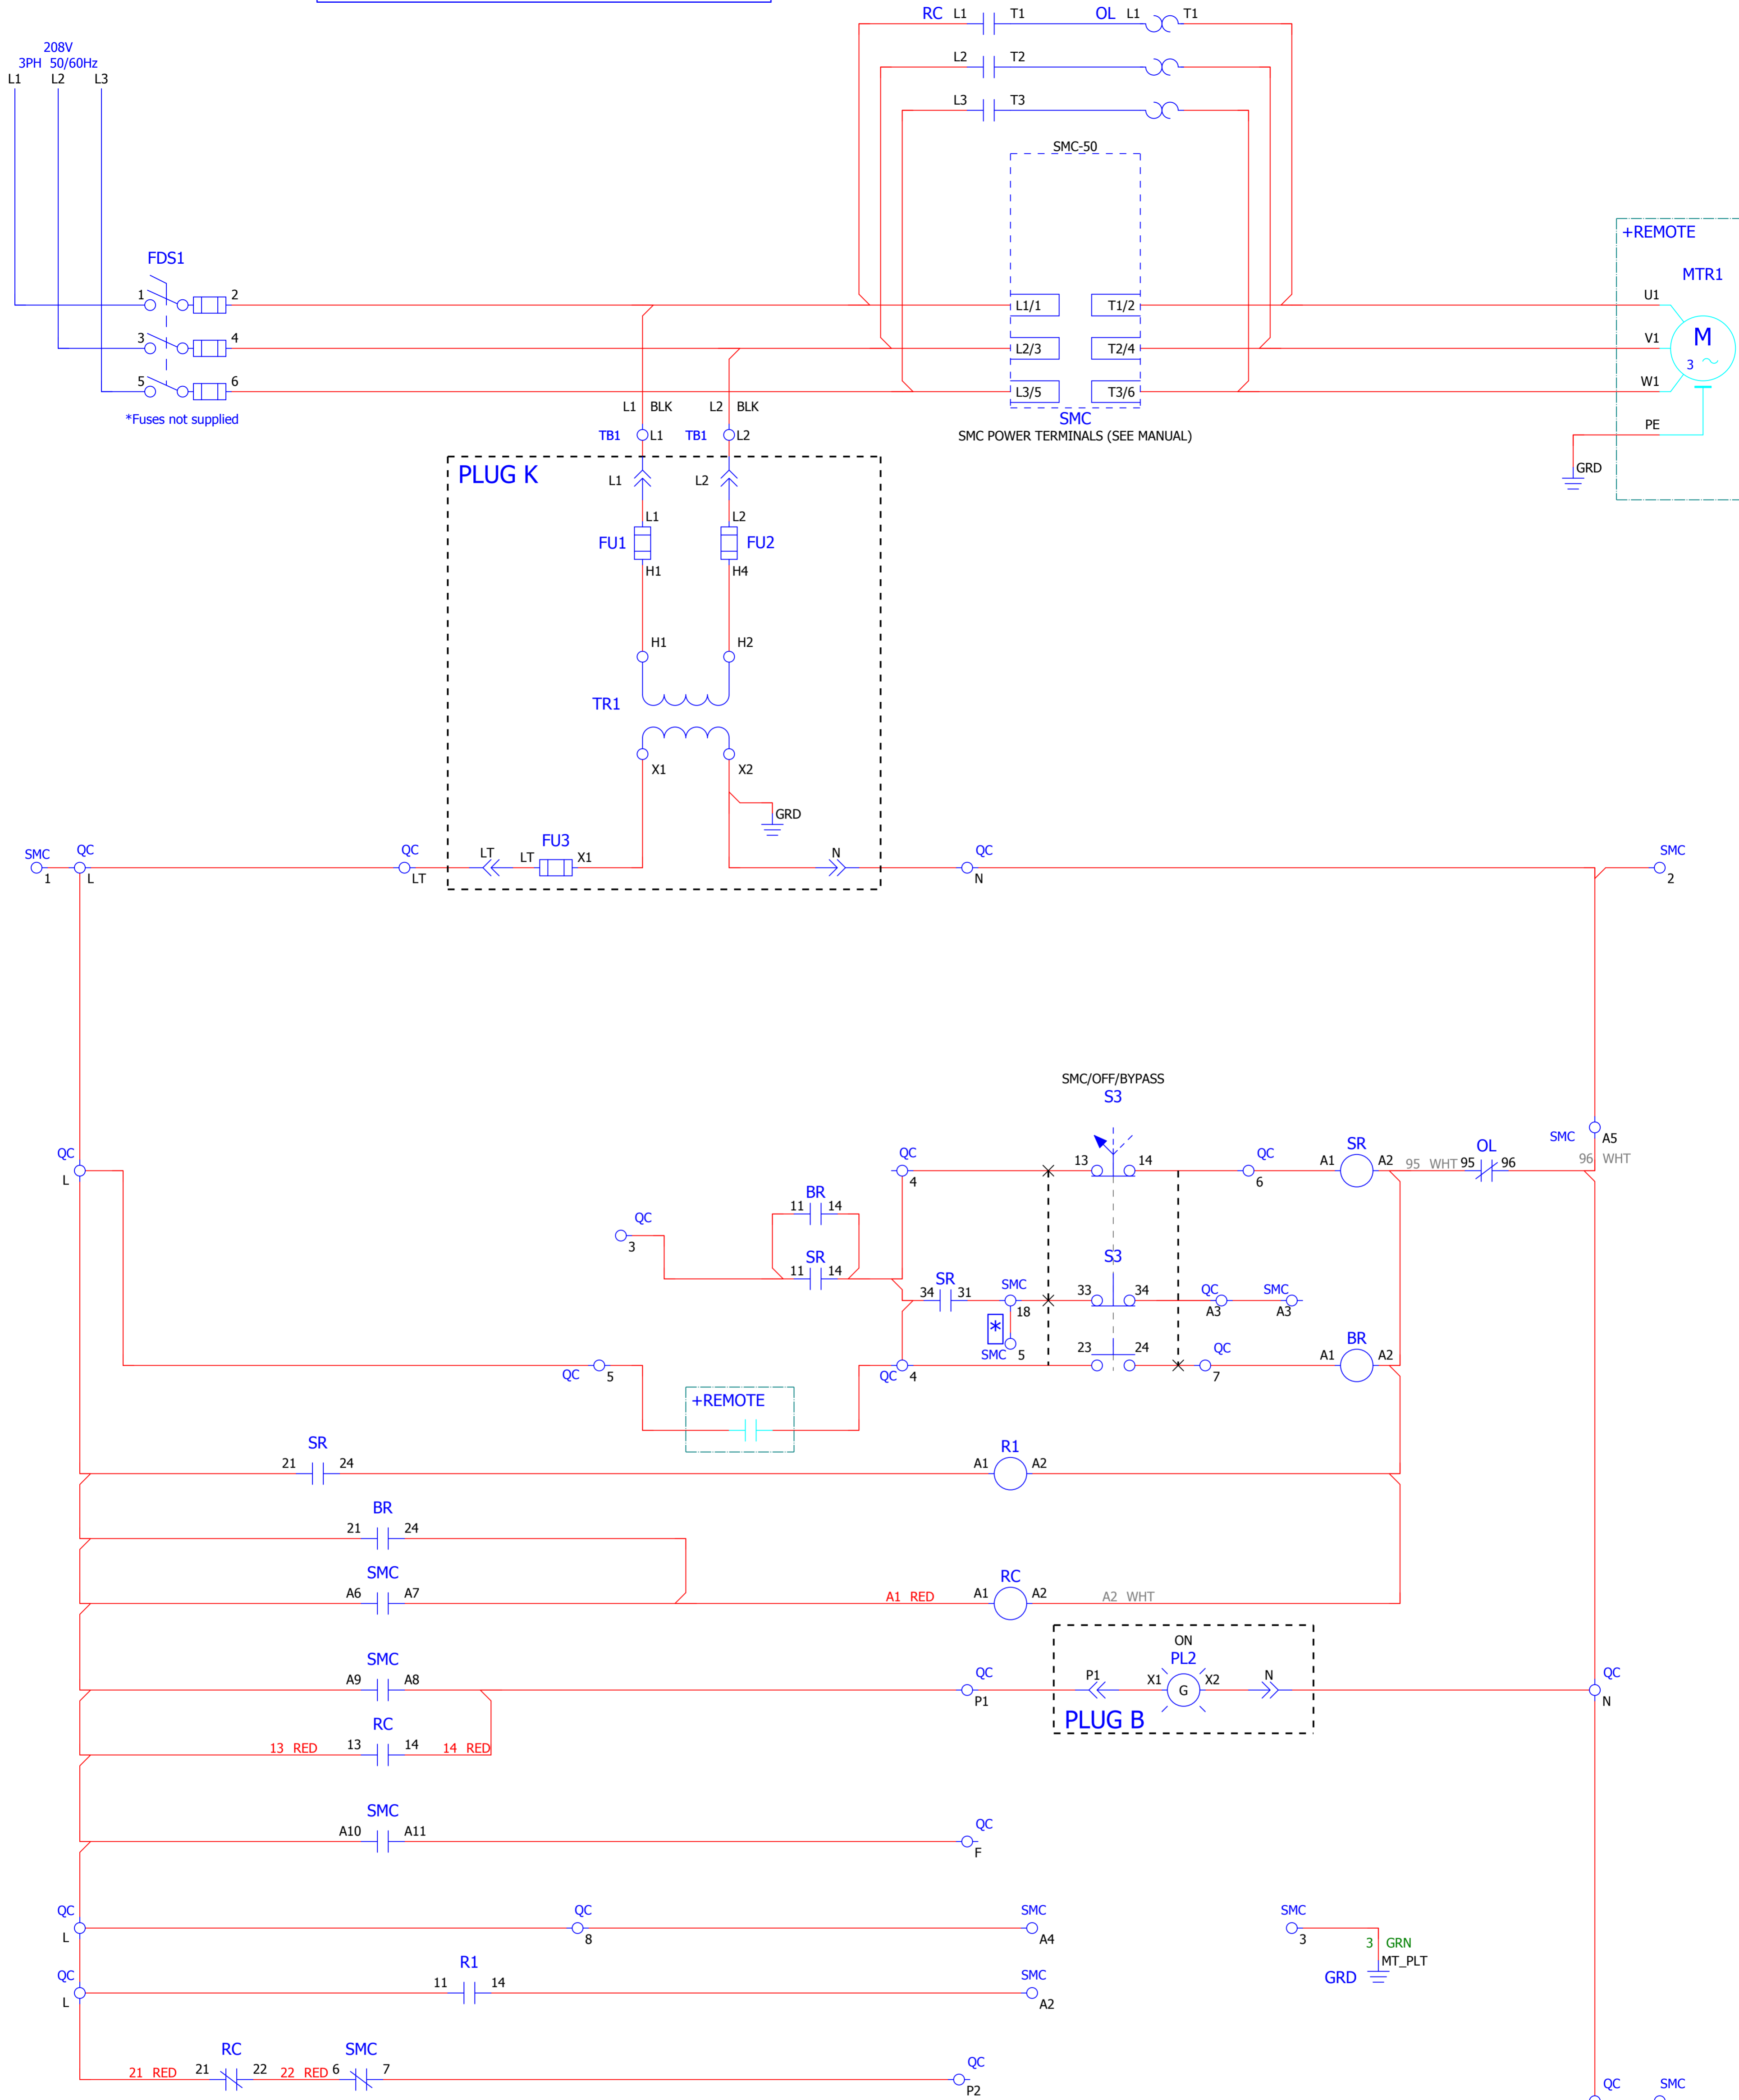 RC L1 T1 OL L1 T1
208V
3PH 50/60Hz
L1 L2 L3
L2 T2
L3 T3
SMC-50
+REMOTE
FDS1
MTR1
1 2 L1/1 T1/2 U1
3 4 L2/3 T2/4 V1 M
3
5 6 L3/5 T3/6 W1
*Fuses not supplied
L1 BLK L2 BLK
SMC
PE
TB1 L1 TB1 L2
SMC POWER TERMINALS (SEE MANUAL)
GRD
PLUG K
L1 L2
L1 L2
FU1 FU2
H1 H4
H1 H2
TR1
X1 X2
GRD
FU3
SMC QC QC LT LT X1 N QC SMC
1 L LT N 2
SMC/OFF/BYPASS
S3
SMC A5
QC QC 13 14 QC SR OL
A1 A2 95 WHT 95 96 96 WHT
L 4 6
BR
11 14
QC
3
SR
11 14
S3
SR SMC
34 31 33 34 QC SMC
18 A3 A3
*
SMC 5
23 24 QC BR
A1 A2
QC 5 QC 4 7
+REMOTE
SR R1
21 24 A1 A2
BR
21 24
SMC RC
A6 A7 A1 RED A1 A2 A2 WHT
ON
SMC PL2
A9 A8 QC P1 X1 G X2 N QC
P1 N
PLUG B
RC
13 RED 13 14 14 RED
SMC
A10 A11 QC
F
QC QC SMC SMC
L 8 A4 3
3 GRN
MT_PLT
GRD
QC R1 SMC
11 14
L A2
RC SMC
21 RED 21 22 22 RED 6 7 QC
P2
QC SMC